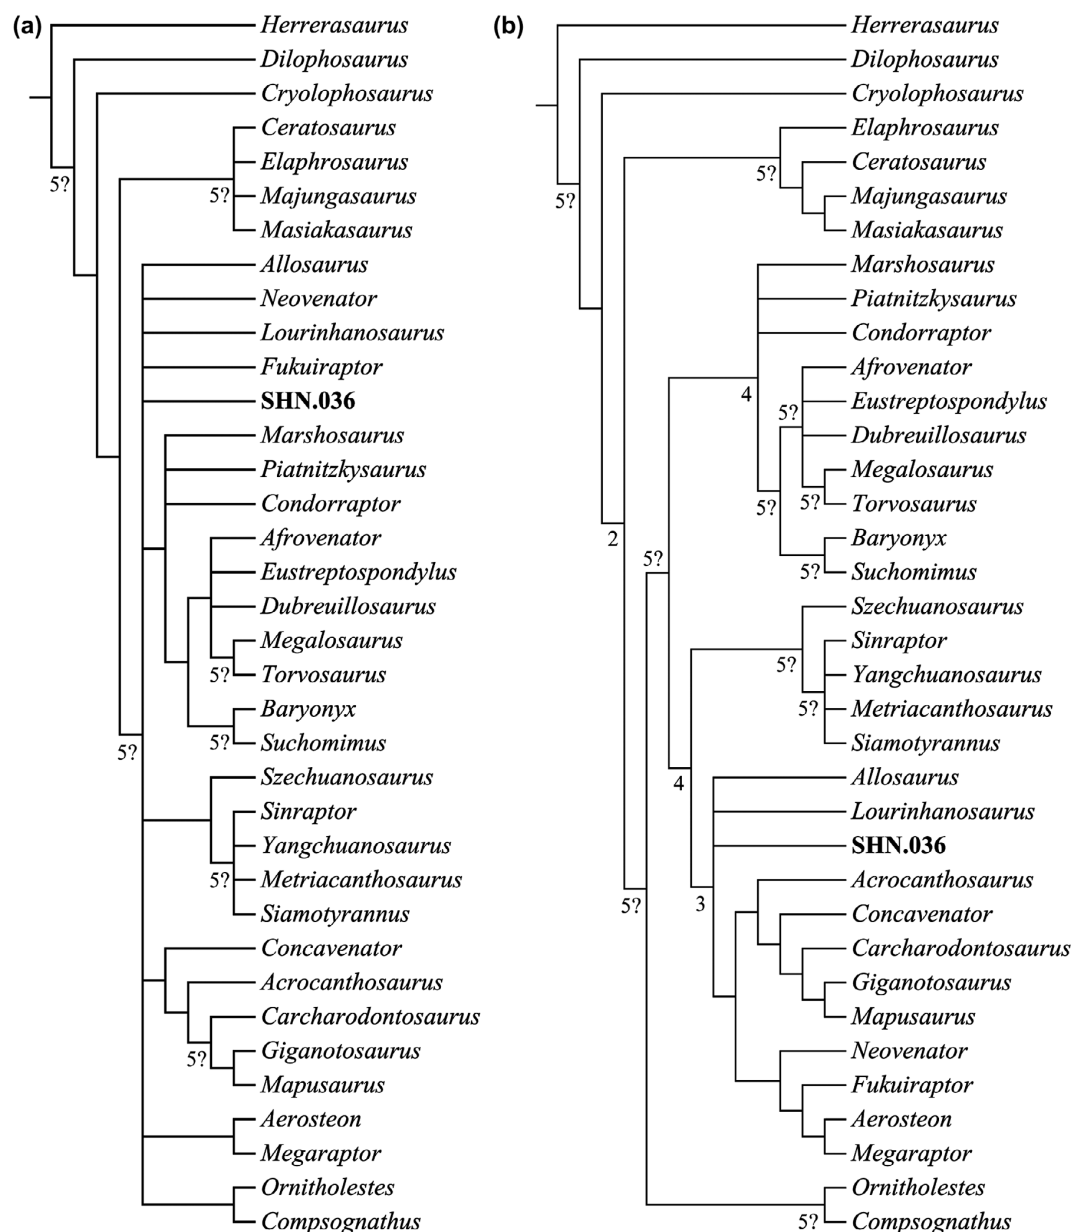 (a)
Herrerasaurus
Dilophosaurus
Cryolophosaurus
Ceratosaurus
Elaphrosaurus
5?
5?
Majungasaurus
Masiakasaurus
Allosaurus
Neovenator
Lourinhanosaurus
Fukuiraptor
SHN.036
Marshosaurus
Piatnitzkysaurus
Condorraptor
Afrovenator
Eustreptospondylus
Dubreuillosaurus
Megalosaurus
5?
Torvosaurus
Baryonyx
5?
5?
Suchomimus
Szechuanosaurus
Sinraptor
Yangchuanosaurus
5?
Metriacanthosaurus
Siamotyrannus
Concavenator
Acrocanthosaurus
Carcharodontosaurus
5?
Giganotosaurus
Mapusaurus
Aerosteon
Megaraptor
Ornitholestes
Compsognathus
(b)
Herrerasaurus
Dilophosaurus
Cryolophosaurus
Elaphrosaurus
5?
Ceratosaurus
5?
Majungasaurus
Masiakasaurus
Marshosaurus
Piatnitzkysaurus
Condorraptor
Afrovenator
4
5?
Eustreptospondylus
Dubreuillosaurus
Megalosaurus
5?
5?
Torvosaurus
2
5?
Baryonyx
5?
Suchomimus
Szechuanosaurus
Sinraptor
5?
Yangchuanosaurus
5?
Metriacanthosaurus
Siamotyrannus
4
Allosaurus
Lourinhanosaurus
SHN.036
Acrocanthosaurus
5?
3
Concavenator
Carcharodontosaurus
Giganotosaurus
Mapusaurus
Neovenator
Fukuiraptor
Aerosteon
Megaraptor
Ornitholestes
5?
Compsognathus